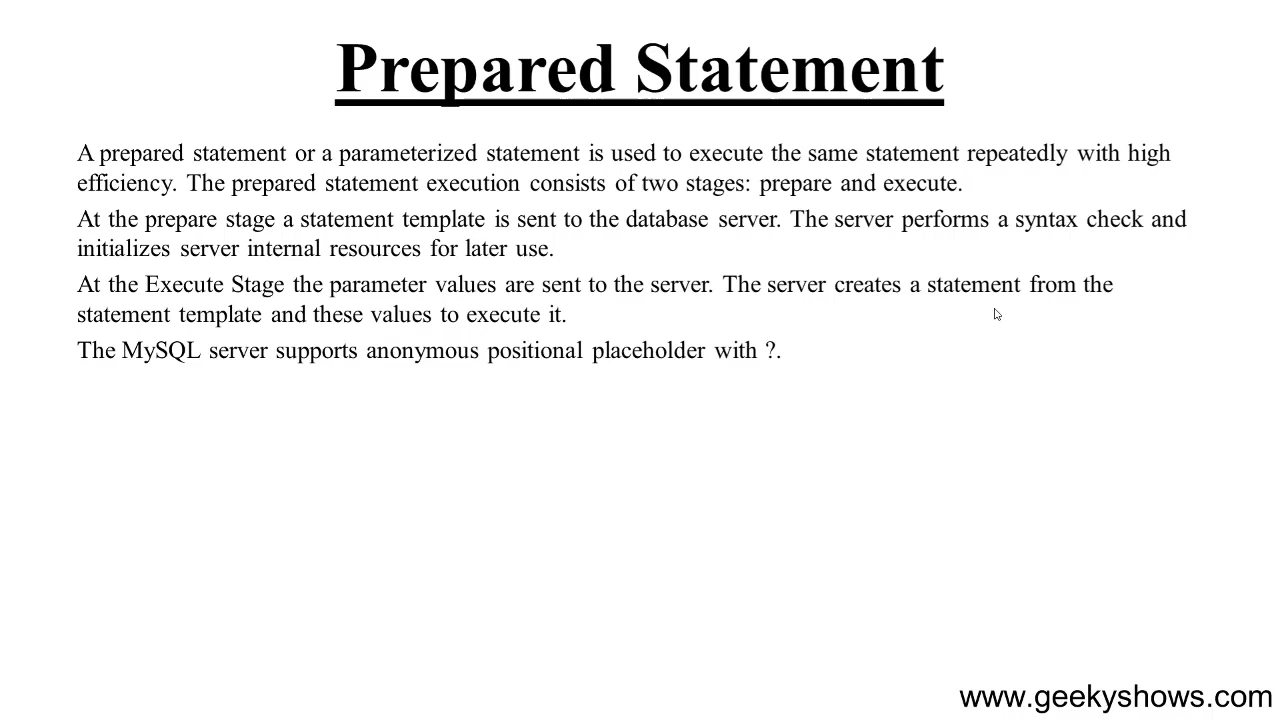 Prepared Statement
A prepared statement or a parameterized statement is used to execute the same statement repeatedly with high
efficiency. The prepared statement execution consists of two stages: prepare and execute.
At the prepare stage a statement template is sent to the database server. The server performs a syntax check and
initializes server internal resources for later use.
At the Execute Stage the parameter values are sent to the server. The server creates a statement from the
statement template and these values to execute it.
The MySQL server supports anonymous positional placeholder with ?.
www.geekyshows.com